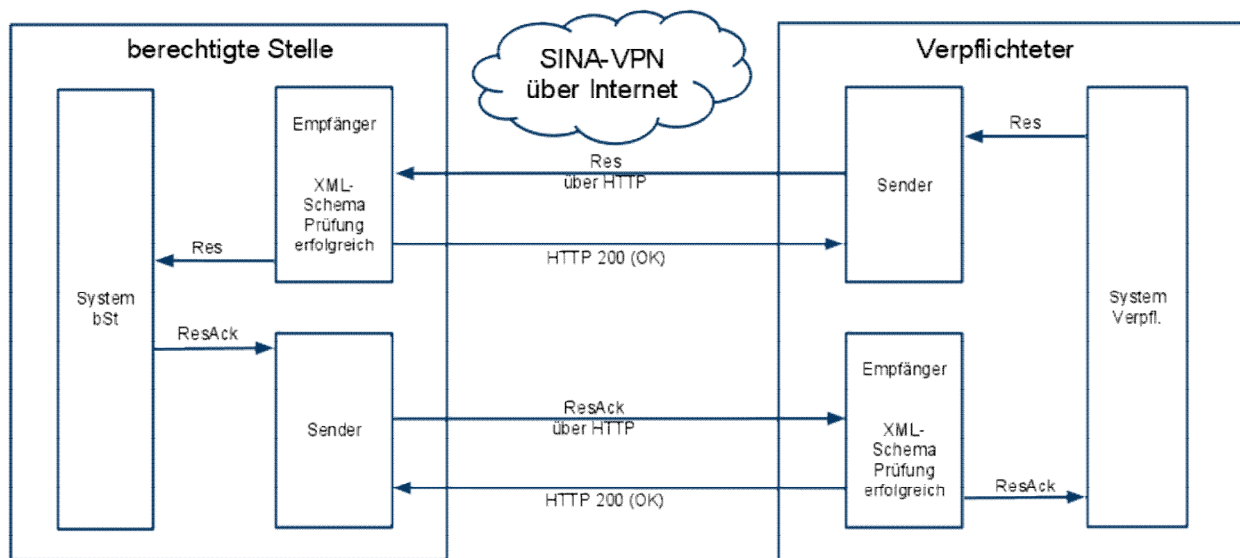 berechtigte Stelle
SINA-VPN
über Internet
Verpflichteter
Empfänger
XML-
Schema
Prüfung
erfolgreich
Res
über HTTP
Sender
Res
HTTP 200 (OK)
Res
System
bSt
System
Verpfl.
ResAck
Sender
ResAck
über HTTP
Empfänger
XML-
Schema
Prüfung
erfolgreich
HTTP 200 (OK)
ResAck